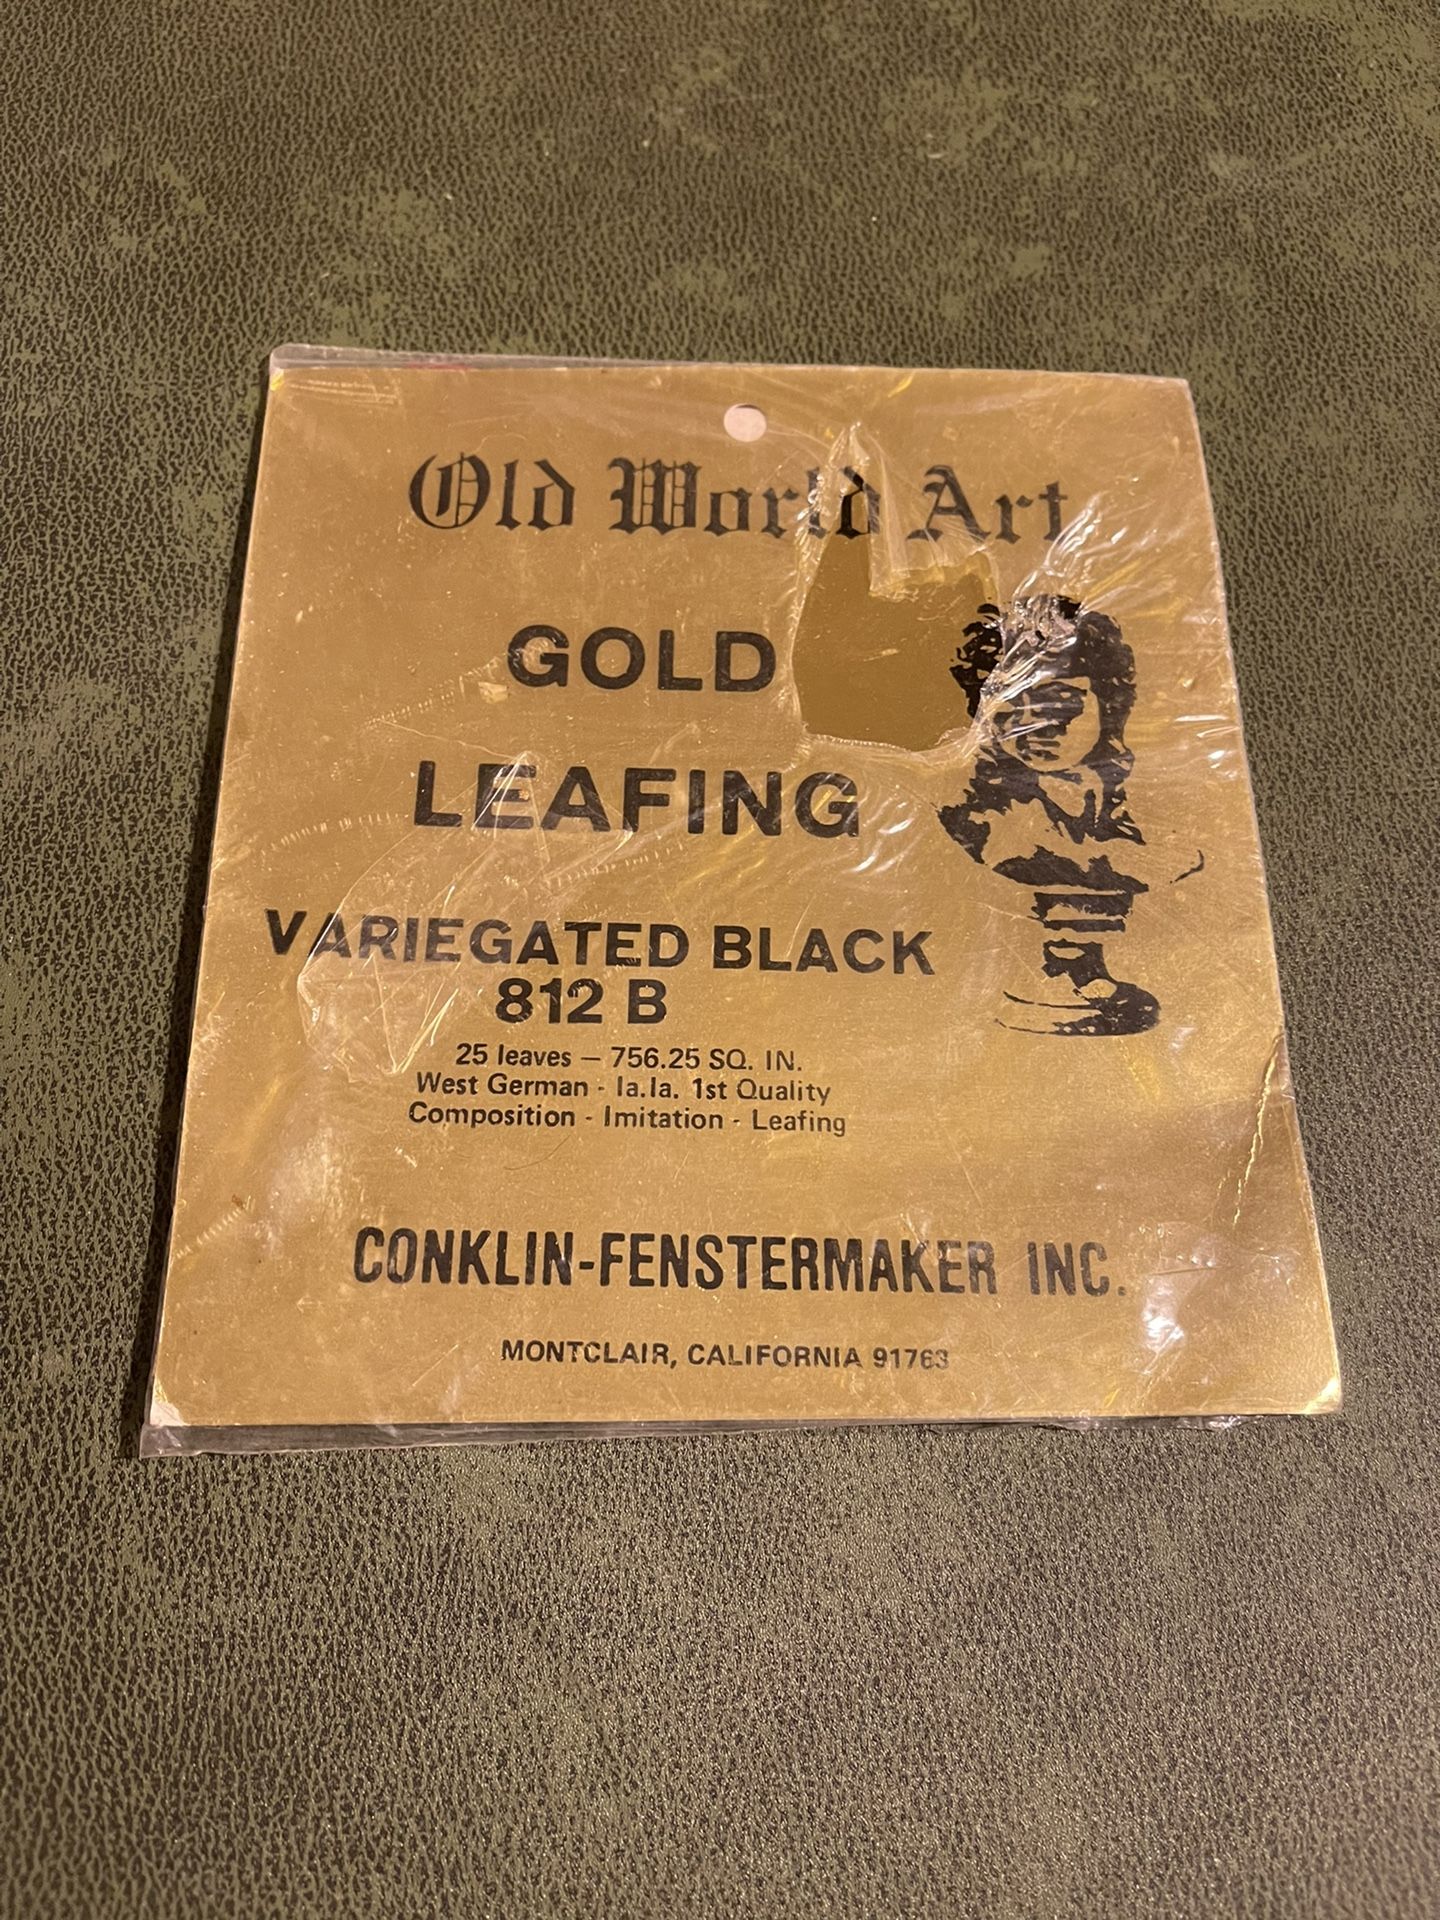 Old World Art
GOLD
LEAFING
VARIEGATED BLACK
812 B
25 leaves — 756.25 SQ. IN.
West German - Ia.Ia. 1st Quality
Composition - Imitation - Leafing
CONKLIN-FENSTERMAKER INC.
MONTCLAIR, CALIFORNIA 91763